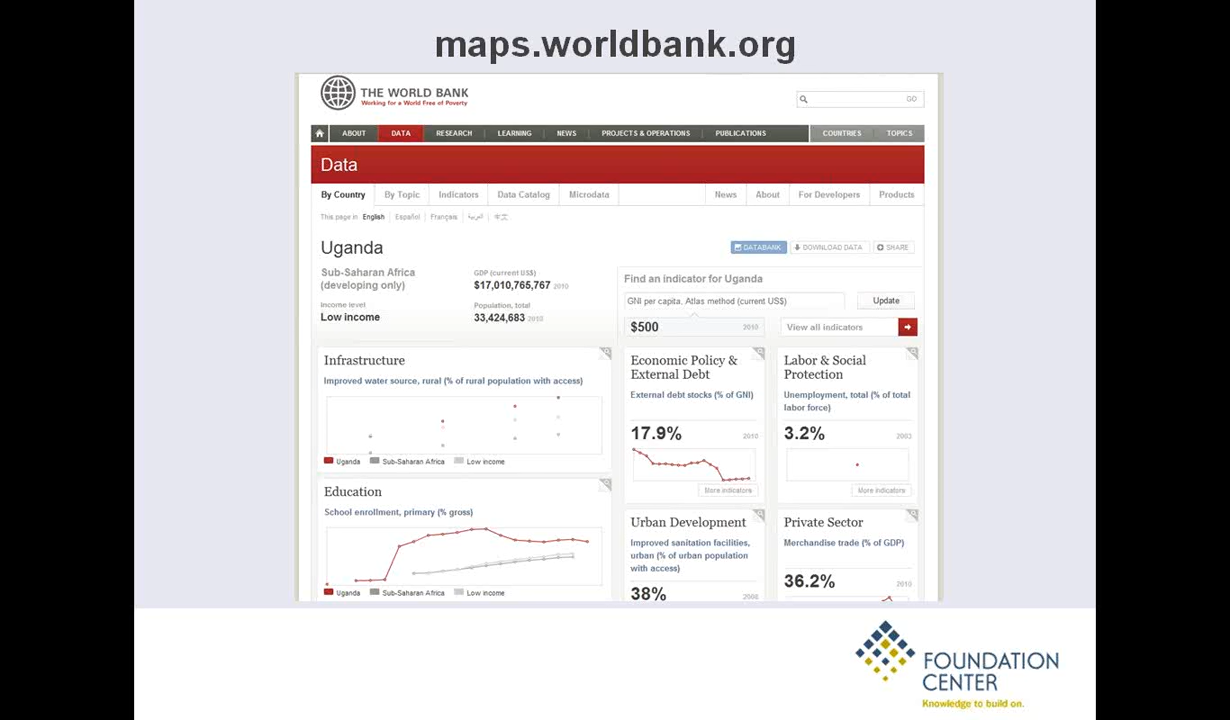 maps.worldbank.org
THE WORLD BANK
Working for a World Free of Poverty
GO
ABOUT DATA RESEARCH LEARNING NEWS PROJECTS & OPERATIONS PUBLICATIONS COUNTRIES TOPICS
Data
By Country By Topic Indicators Data Catalog Microdata News About For Developers Products
This page in English Español Français العربية 中文
Uganda
DATABANK DOWNLOAD DATA SHARE
Sub-Saharan Africa
(developing only)
GDP (current US$)
$17,010,765,767 2010
Income level
Low income
Population, total
33,424,683 2010
Find an indicator for Uganda
GNI per capita, Atlas method (current US$) Update
$500 2010 View all indicators
Infrastructure
Improved water source, rural (% of rural population with access)
Uganda Sub-Saharan Africa Low income
Education
School enrollment, primary (% gross)
Uganda Sub-Saharan Africa Low income
Economic Policy &
External Debt
External debt stocks (% of GNI)
17.9% 2010
More indicators
Labor & Social
Protection
Unemployment, total (% of total
labor force)
3.2% 2003
More indicators
Urban Development
Improved sanitation facilities,
urban (% of urban population
with access)
38% 2008
Private Sector
Merchandise trade (% of GDP)
36.2% 2010
FOUNDATION
CENTER
Knowledge to build on.